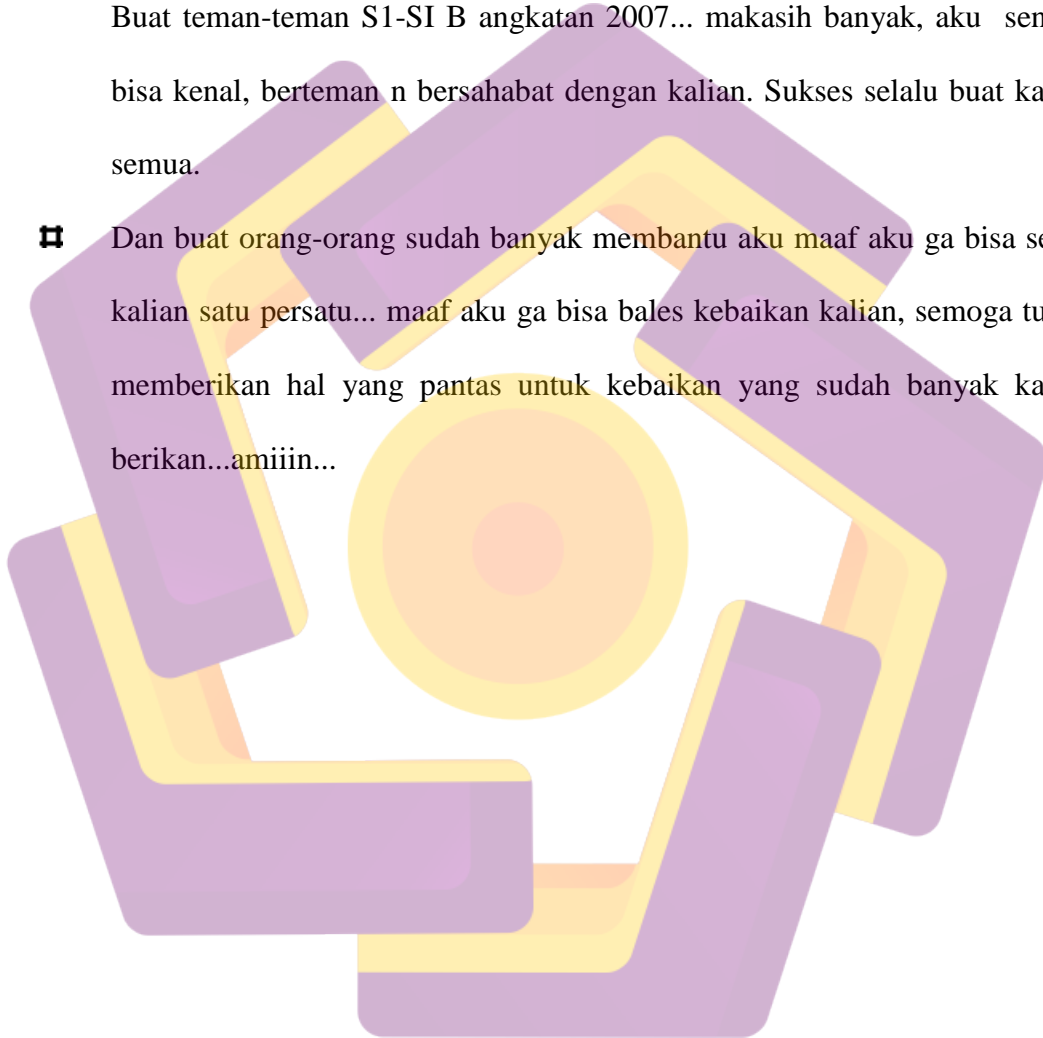 Buat teman-teman S1-SI B angkatan 2007... makasih banyak, aku
bisa kenal, berteman n bersahabat dengan kalian. Sukses selalu buat
semua.
Dan buat orang-orang sudah banyak membantu aku maaf aku ga bisa
kalian satu persatu... maaf aku ga bisa bales kebaikan kalian, semoga
memberikan hal yang pantas untuk kebaikan yang sudah banyak
berikan...amiiin...